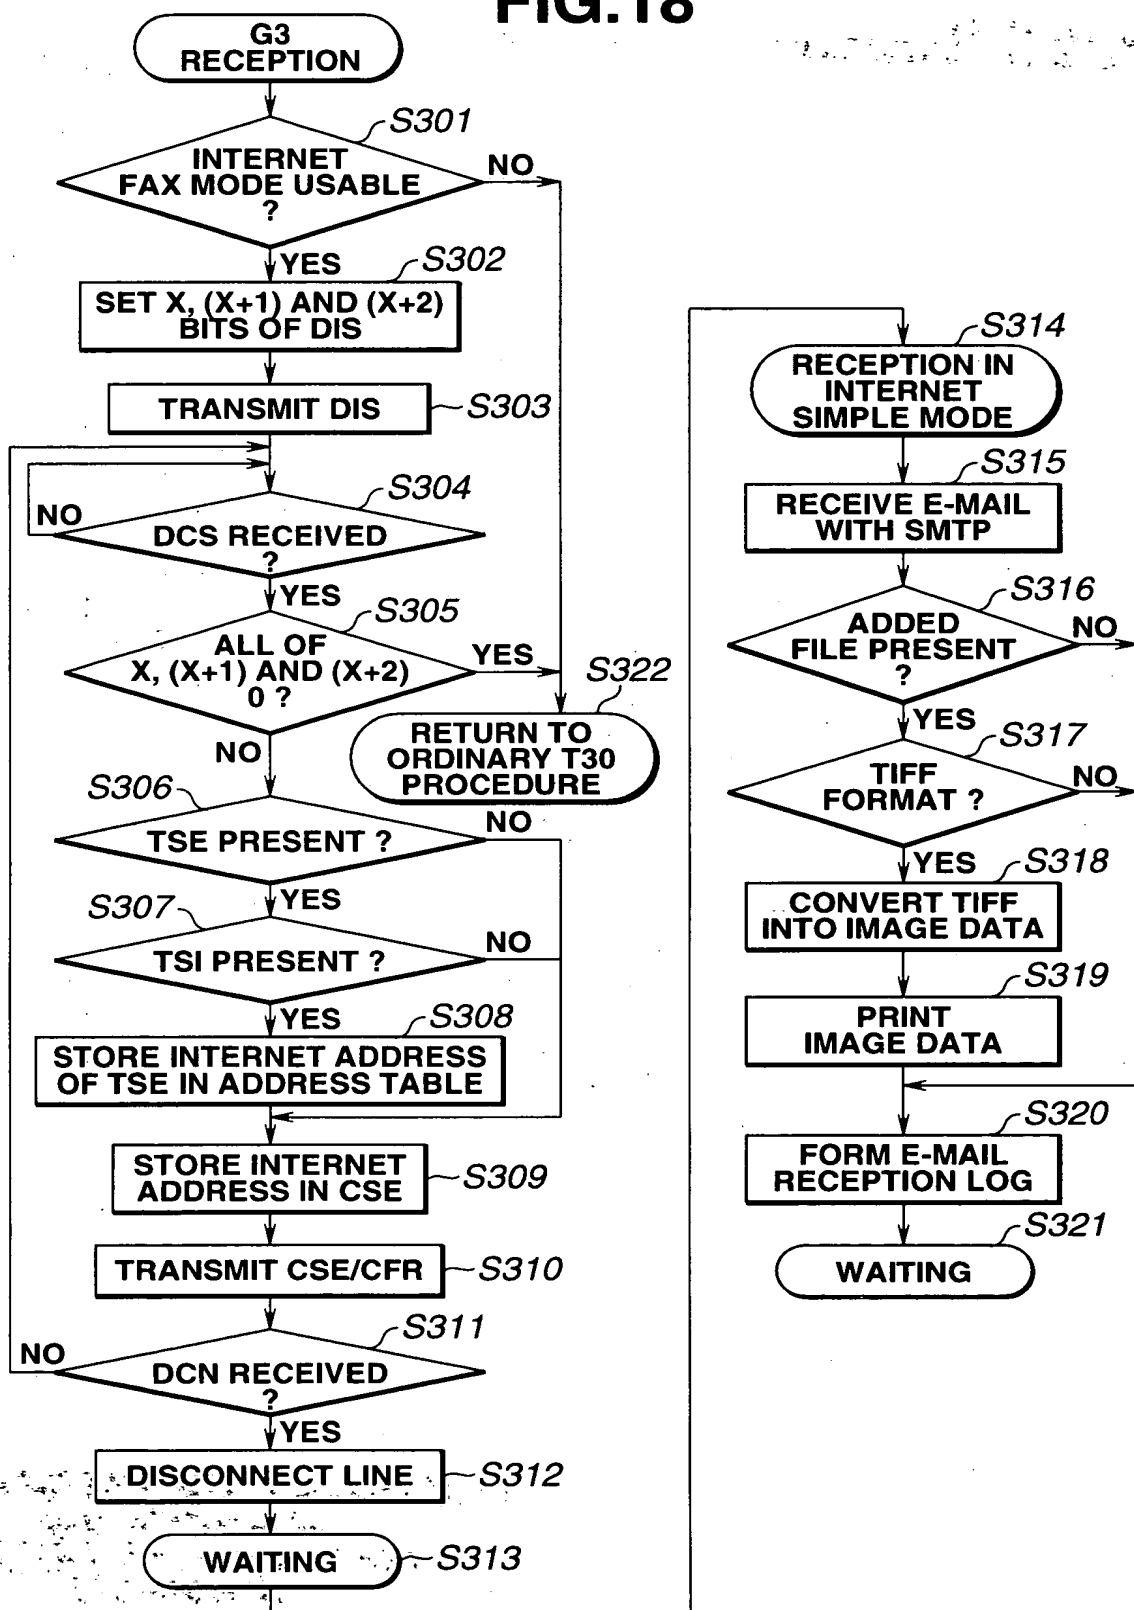 FIG.18
G3
RECEPTION
S301
INTERNET
FAX MODE USABLE
?
NO
YES
S302
SET X, (X+1) AND (X+2)
BITS OF DIS
TRANSMIT DIS
S303
S304
NO
DCS RECEIVED
?
YES
S305
ALL OF
X, (X+1) AND (X+2)
0 ?
YES
S322
RETURN TO
ORDINARY T30
PROCEDURE
NO
S306
TSE PRESENT ?
NO
YES
S307
TSI PRESENT ?
NO
YES
S308
STORE INTERNET ADDRESS
OF TSE IN ADDRESS TABLE
STORE INTERNET
ADDRESS IN CSE
S309
TRANSMIT CSE/CFR
S310
S311
NO
DCN RECEIVED
?
YES
DISCONNECT LINE
S312
WAITING
S313
S314
RECEPTION IN
INTERNET
SIMPLE MODE
S315
RECEIVE E-MAIL
WITH SMTP
S316
ADDED
FILE PRESENT
?
NO
YES
S317
TIFF
FORMAT ?
NO
YES
S318
CONVERT TIFF
INTO IMAGE DATA
S319
PRINT
IMAGE DATA
S320
FORM E-MAIL
RECEPTION LOG
S321
WAITING